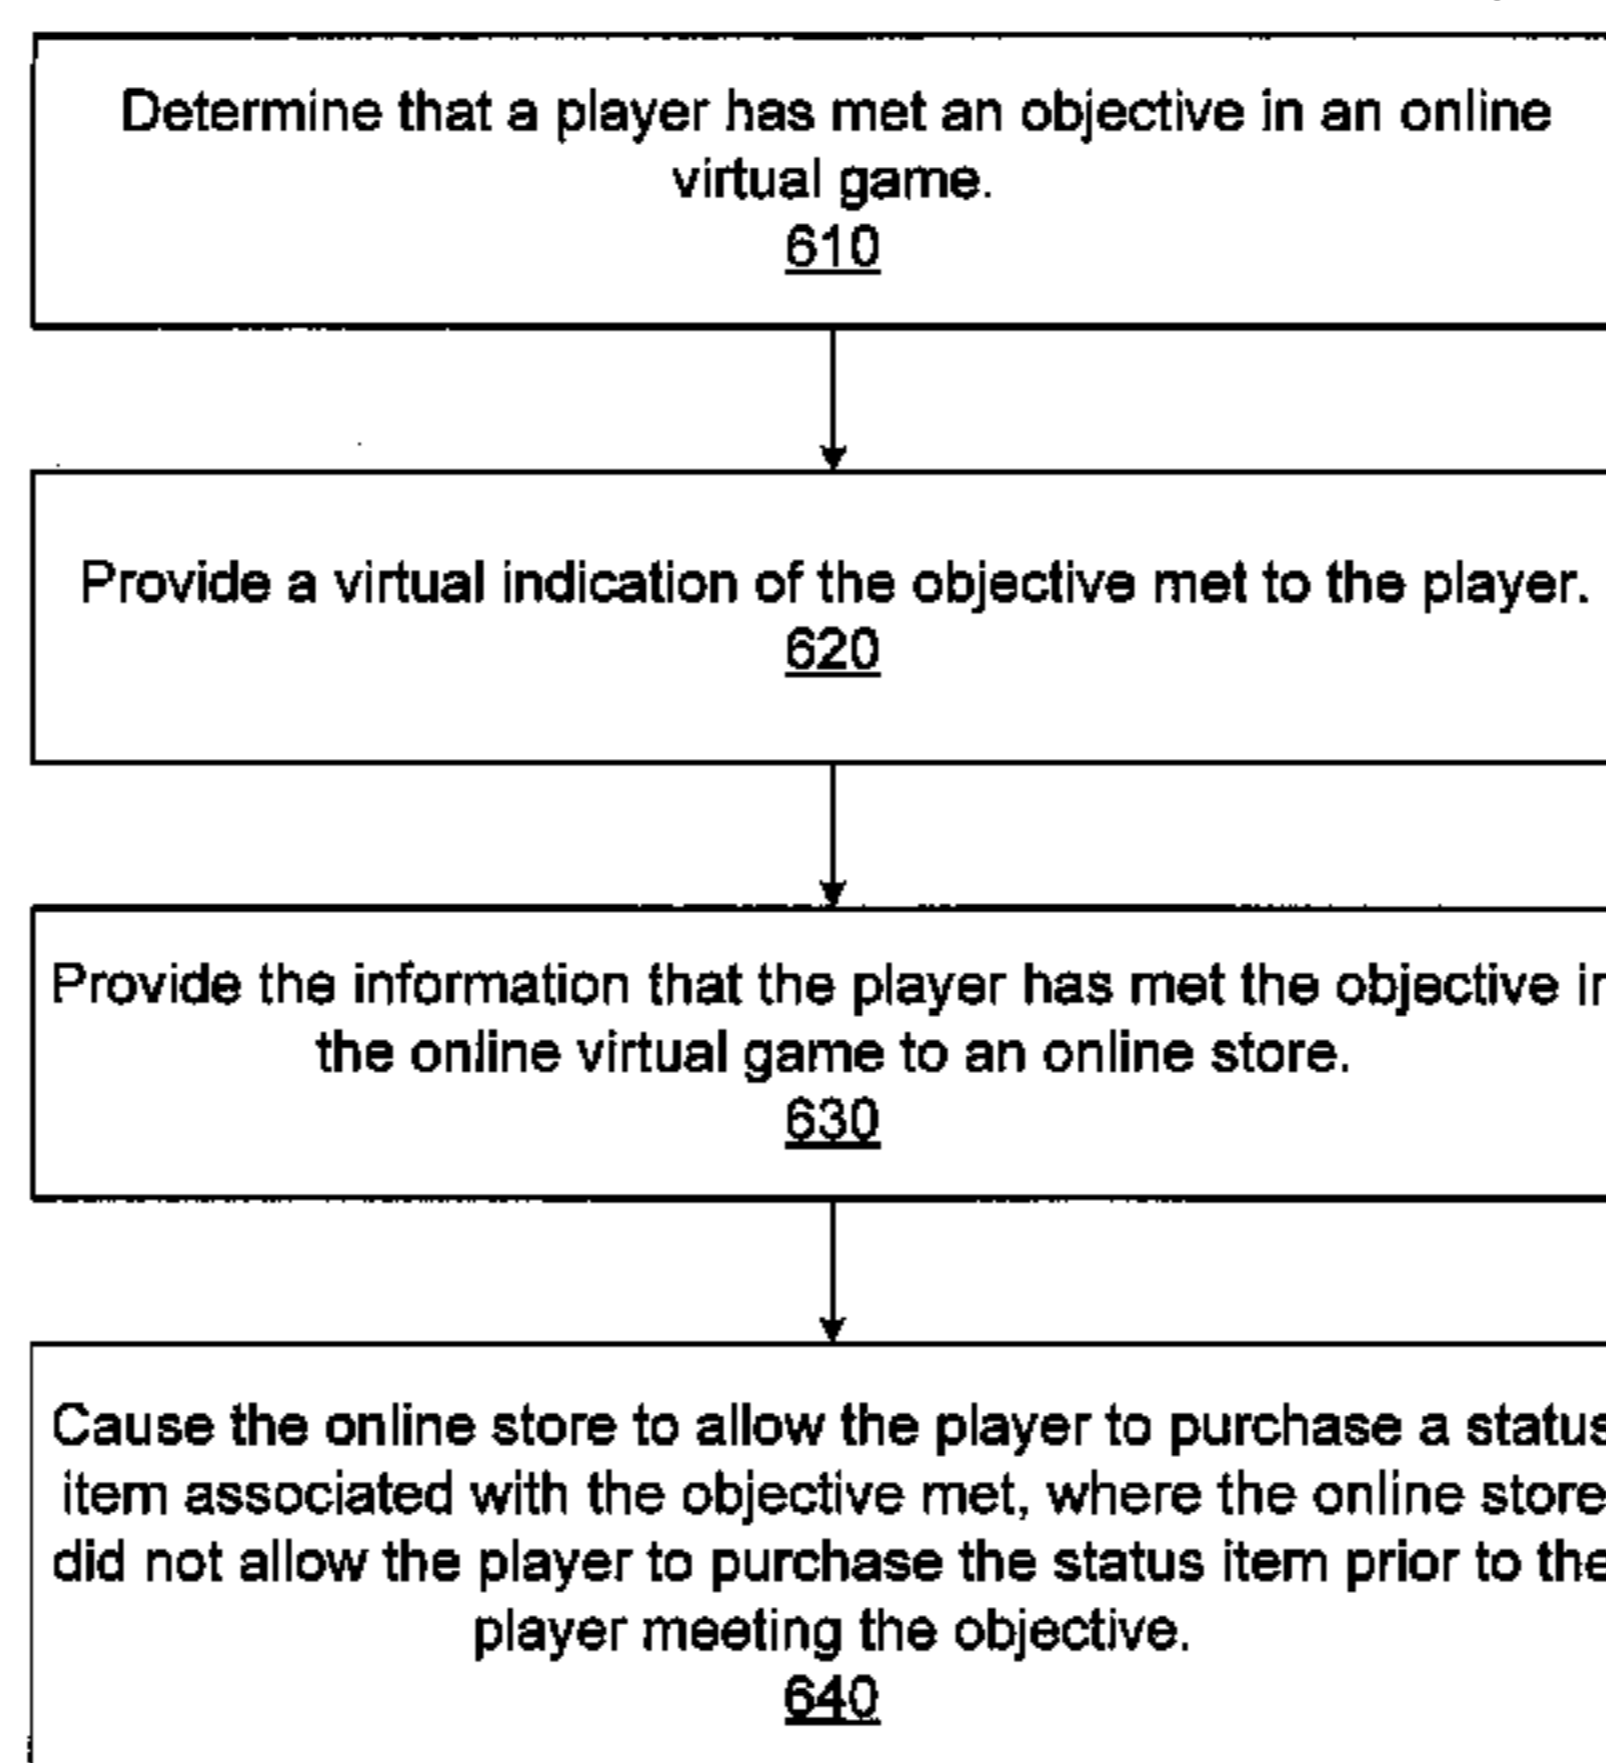 Determine that a player has met an objective in an online
virtual game.
610
Provide a virtual indication of the objective met to the player.
620
Provide the information that the player has met the objective in
the online virtual game to an online store.
630
Cause the online store to allow the player to purchase a status
item associated with the objective met, where the online store
did not allow the player to purchase the status item prior to the
player meeting the objective.
640